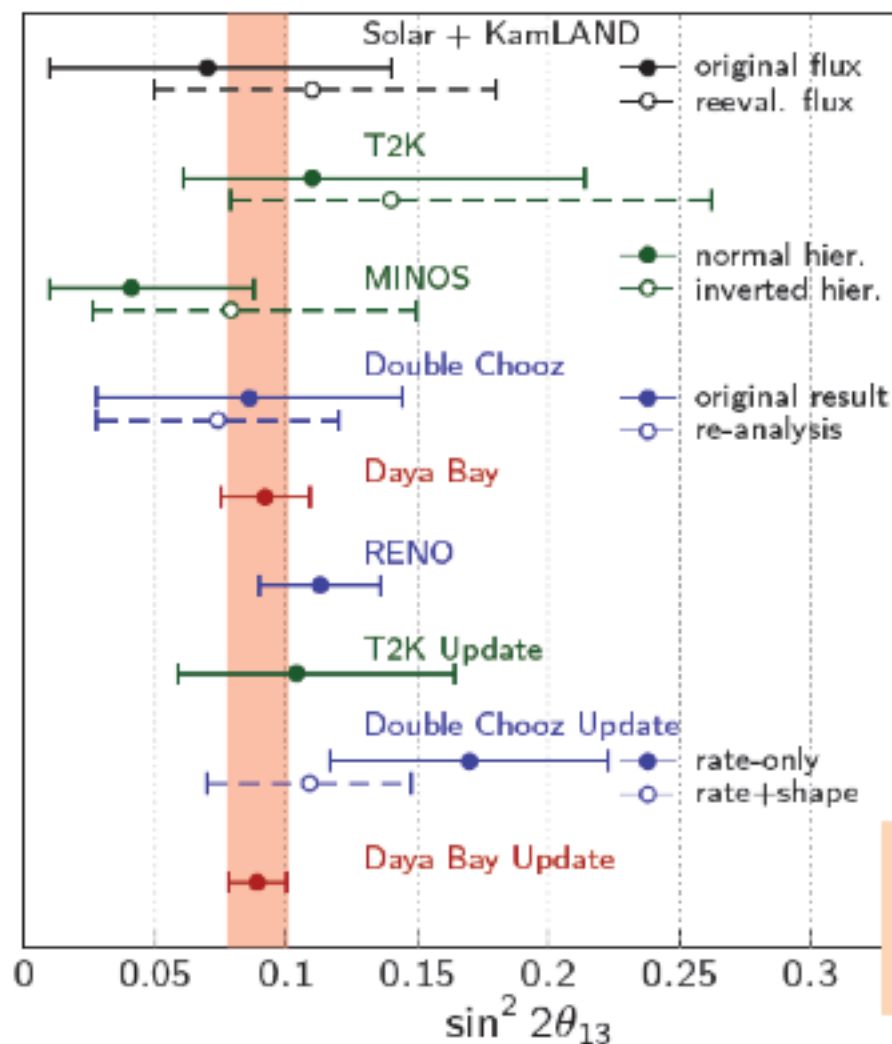 Solar + KamLAND
original flux
reeval. flux
T2K
normal hier.
MINOS
inverted hier.
Double Chooz
original result
re-analysis
Daya Bay
RENO
T2K Update
Double Chooz Update
rate-only
rate+shape
Daya Bay Update
0 0.05 0.1 0.15 0.2 0.25 0.3
sin² 2θ₁₃